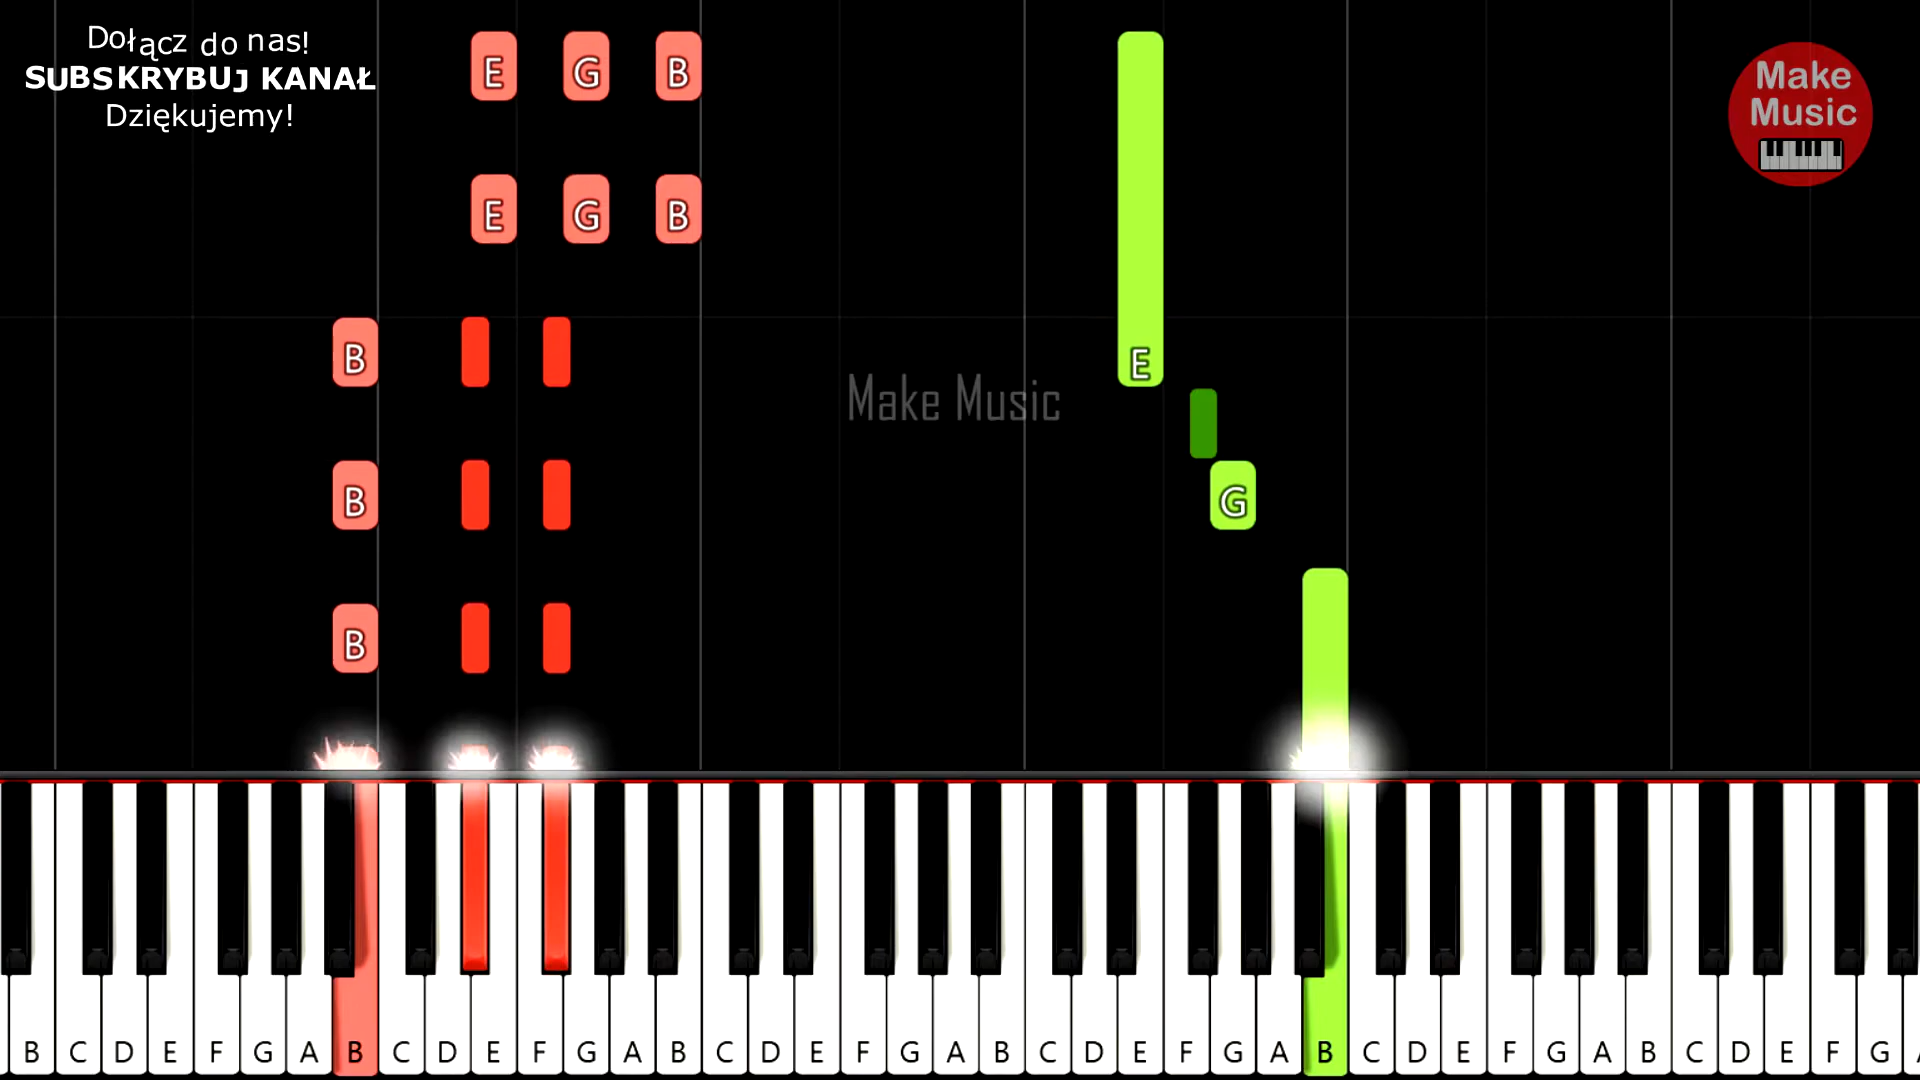 Dołącz do nas!
SUBSKRYBUJ KANAŁ
Dziękujemy!
Make
Music
E G B
E G B
B E
Make Music
B G
B
B C D E F G A B C D E F G A B C D E F G A B C D E F G A B C D E F G A B C D E F G